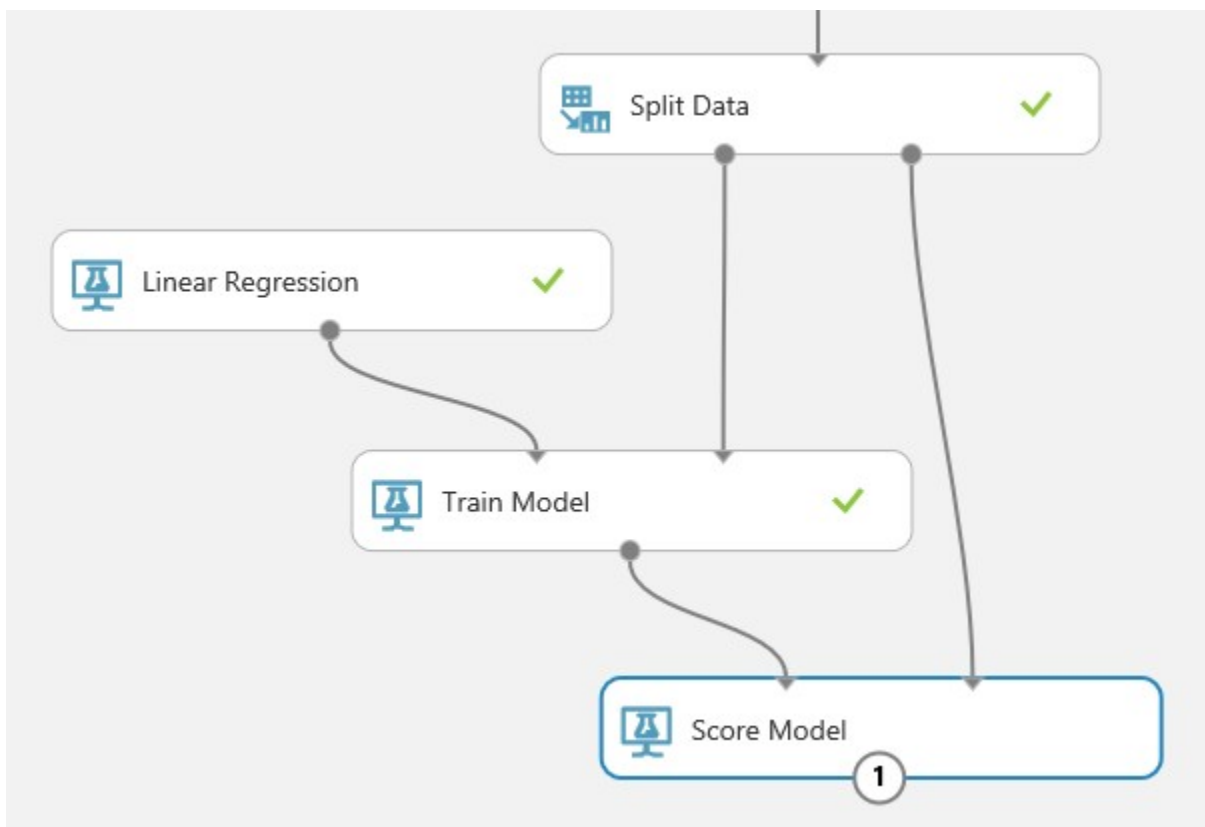 Split Data
Linear Regression
Train Model
Score Model
1